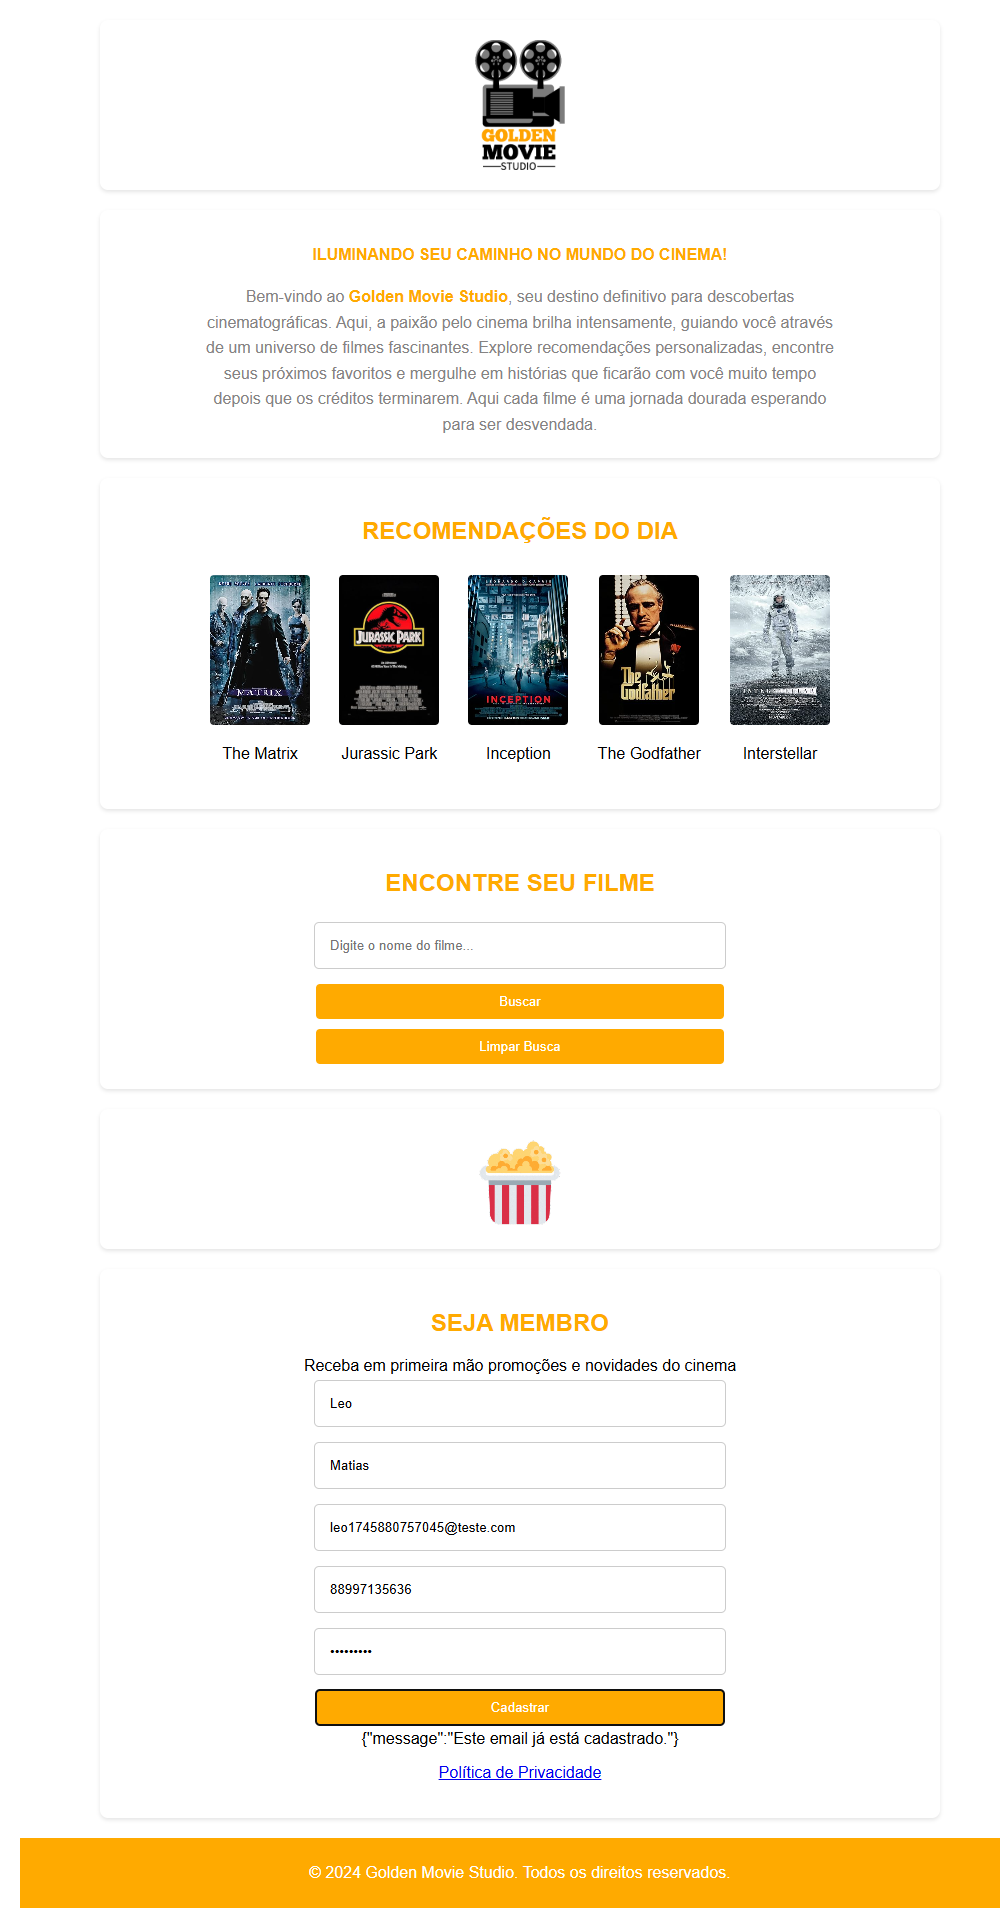 GOLDEN
MOVIE
STUDIO
ILUMINANDO SEU CAMINHO NO MUNDO DO CINEMA!
Bem-vindo ao Golden Movie Studio, seu destino definitivo para descobertas
cinematográficas. Aqui, a paixão pelo cinema brilha intensamente, guiando você através
de um universo de filmes fascinantes. Explore recomendações personalizadas, encontre
seus próximos favoritos e mergulhe em histórias que ficarão com você muito tempo
depois que os créditos terminarem. Aqui cada filme é uma jornada dourada esperando
para ser desvendada.
RECOMENDAÇÕES DO DIA
MATRIX
JURASSIC PARK
INCEPTION
The Godfather
INTERSTELLAR
The Matrix
Jurassic Park
Inception
The Godfather
Interstellar
ENCONTRE SEU FILME
Digite o nome do filme...
Buscar
Limpar Busca
SEJA MEMBRO
Receba em primeira mão promoções e novidades do cinema
Leo
Matias
leo1745880757045@teste.com
88997135636
•••••••••
Cadastrar
{"message":"Este email já está cadastrado."}
Política de Privacidade
© 2024 Golden Movie Studio. Todos os direitos reservados.